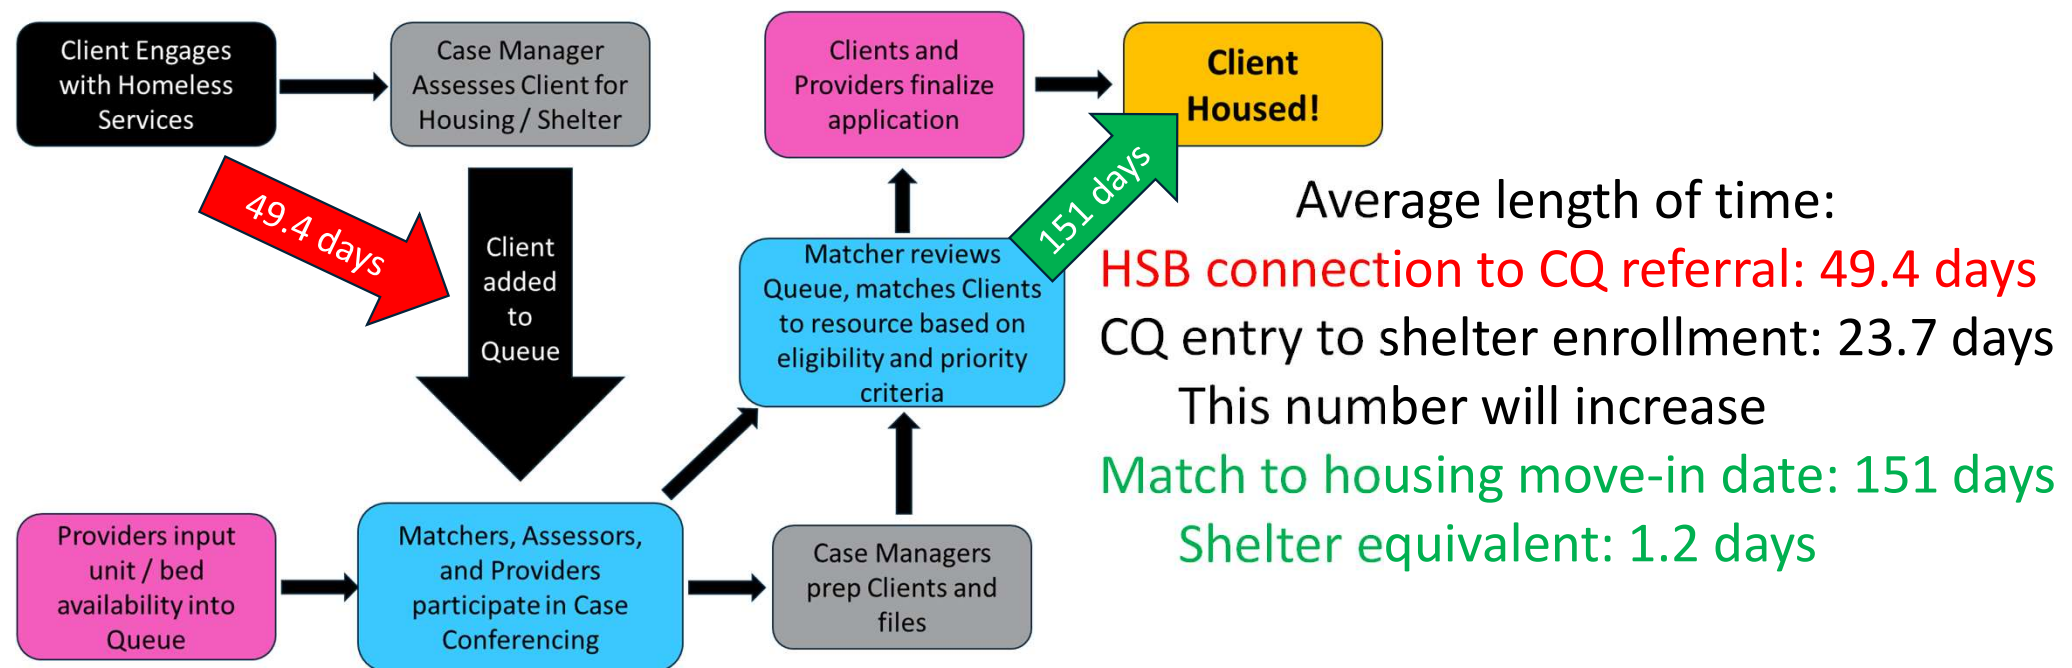 Client Engages
with Homeless
Services
Case Manager
Assesses Client for
Housing / Shelter
49.4 days
Client
added
to
Queue
Providers input
unit / bed
availability into
Queue
Matchers, Assessors,
and Providers
participate in Case
Conferencing
Case Managers
prep Clients and
files
Matcher reviews
Queue, matches Clients
to resource based on
eligibility and priority
criteria
Clients and
Providers finalize
application
151 days
Client
Housed!
Average length of time:
HSB connection to CQ referral: 49.4 days
CQ entry to shelter enrollment: 23.7 days
This number will increase
Match to housing move-in date: 151 days
Shelter equivalent: 1.2 days